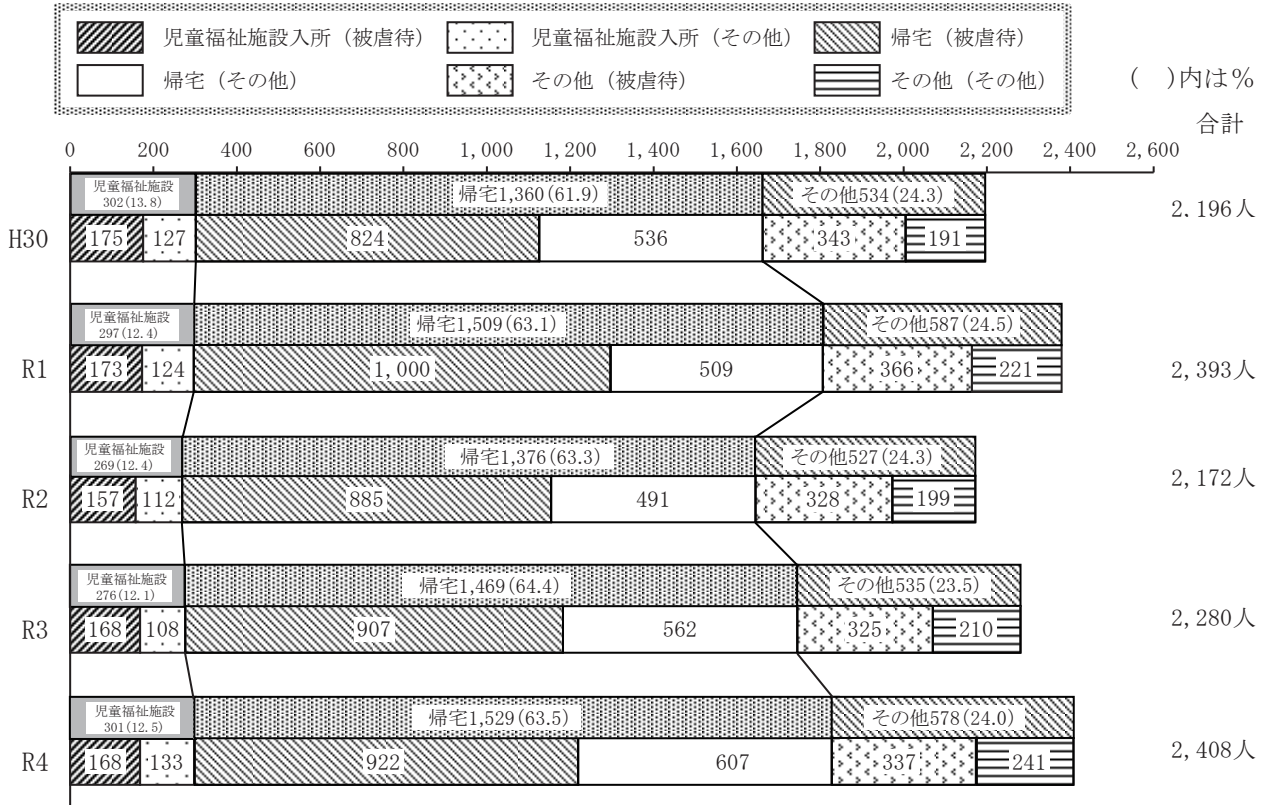 児童福祉施設入所（被虐待） 児童福祉施設入所（その他） 帰宅（被虐待）
帰宅（その他） その他（被虐待） その他（その他）
(　)内は%
合計
0 200 400 600 800 1,000 1,200 1,400 1,600 1,800 2,000 2,200 2,400 2,600
児童福祉施設
302(13.8)
帰宅1,360(61.9) その他534(24.3)
2.196人
H30
175 127 824 536 343 191
児童福祉施設
297(12.4)
帰宅1,509(63.1) その他587(24.5)
R1
173 124 1,000 509 366 221
2,393人
児童福祉施設
269(12.4)
帰宅1,376(63.3) その他527(24.3)
R2
157 112 885 491 328 199
2,172人
児童福祉施設
276(12.1)
帰宅1,469(64.4) その他535(23.5)
R3
168 108 907 562 325 210
2,280人
児童福祉施設
301(12.5)
帰宅1,529(63.5) その他578(24.0)
R4
168 133 922 607 337 241
2,408人